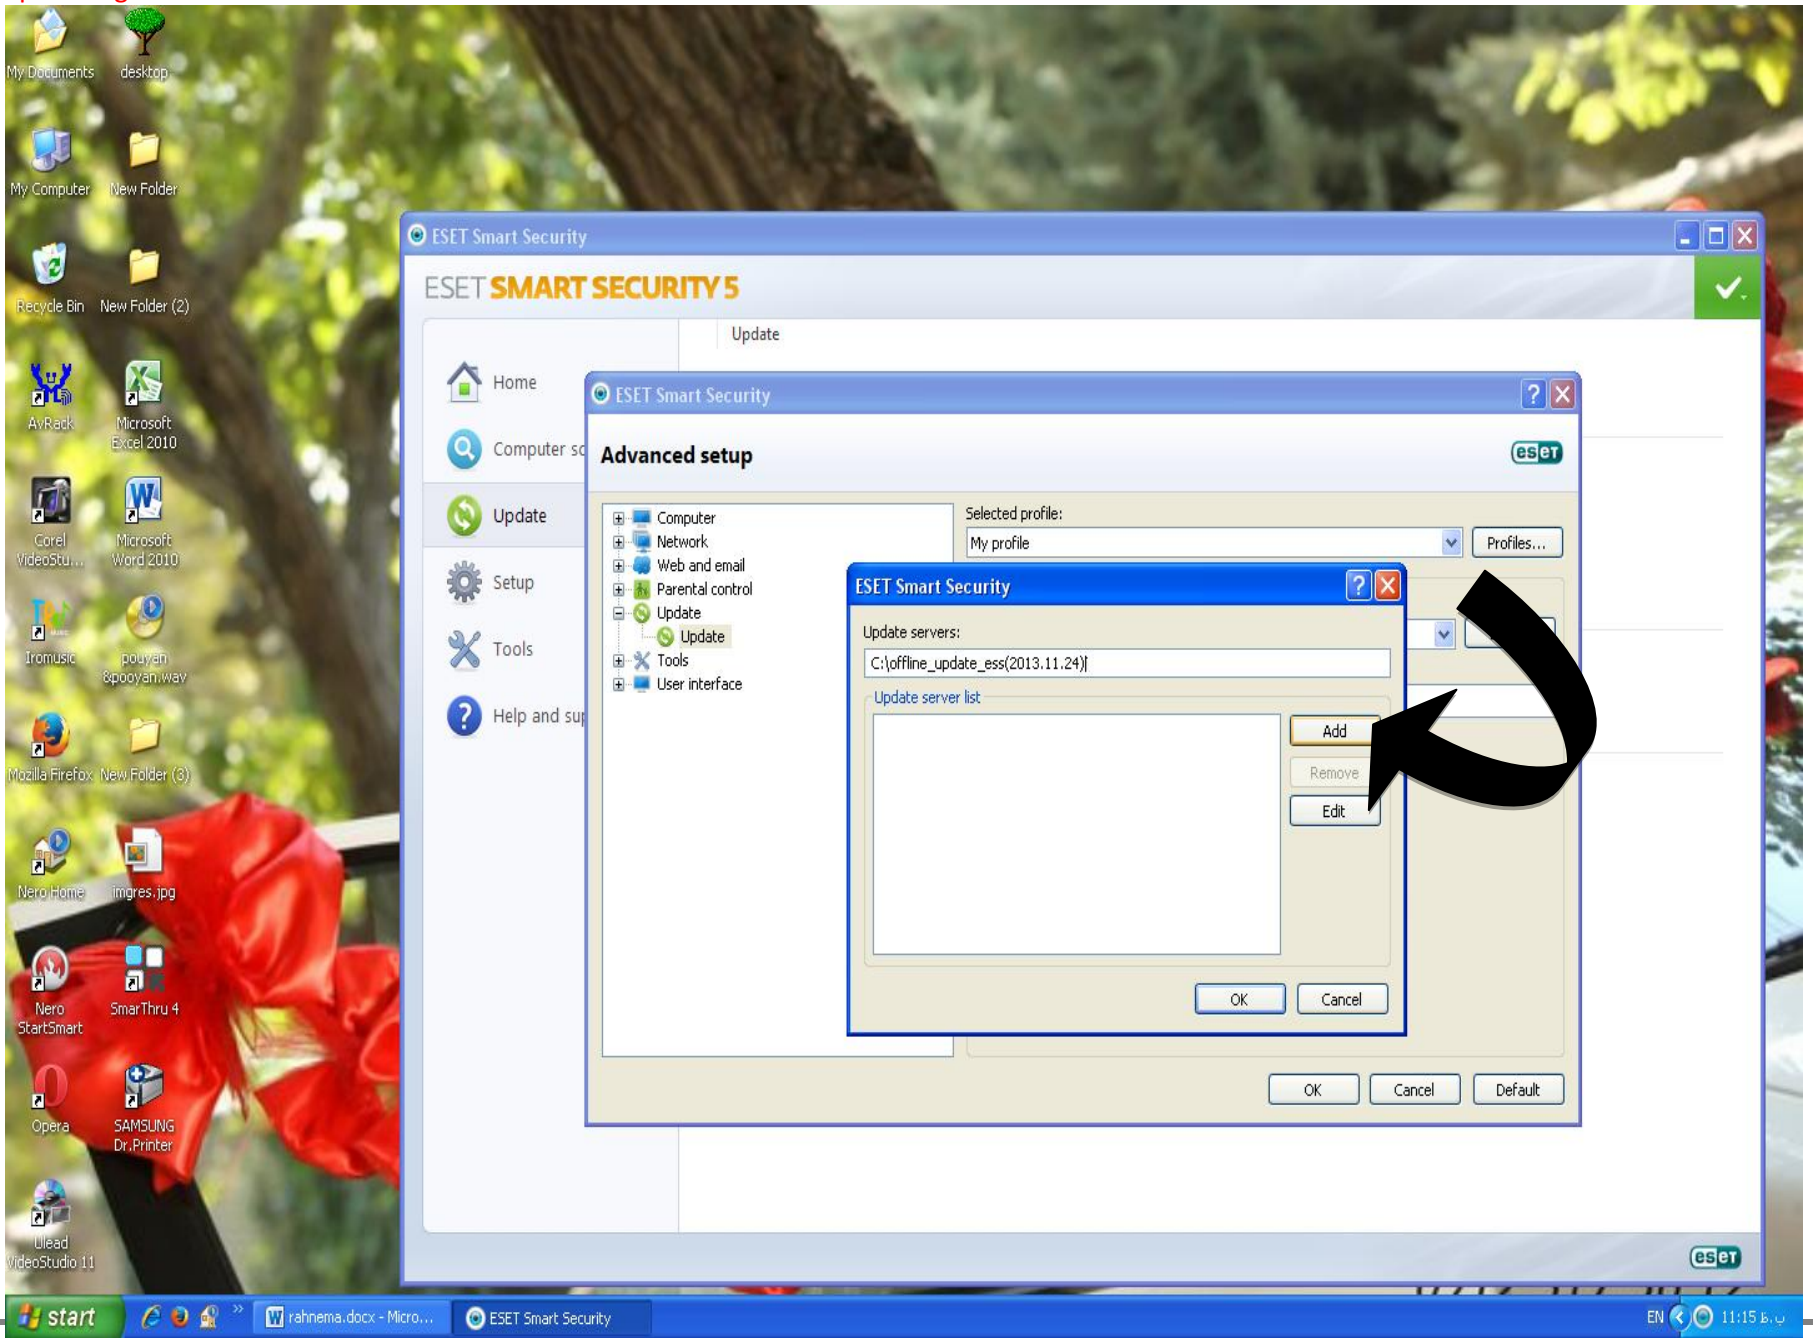 My Documents
desktop
My Computer
New Folder
Recycle Bin
New Folder (2)
AvRack
Microsoft
Excel 2010
Corel
VideoStu...
Microsoft
Word 2010
Iromusic
pouyan
&pooyan.wav
Mozilla Firefox
New Folder (3)
Nero Home
imgres.jpg
Nero
StartSmart
SmarThru 4
Opera
SAMSUNG
Dr.Printer
Ulead
VideoStudio 11
ESET Smart Security
ESET SMART SECURITY 5
Update
Home
Computer sc
Update
Setup
Tools
Help and sup
ESET Smart Security
Advanced setup
eset
Computer
Network
Web and email
Parental control
Update
Update
Tools
User interface
Selected profile:
My profile
Profiles...
ESET Smart Security
Update servers:
C:\offline_update_ess(2013.11.24)
Update server list
Add
Remove
Edit
OK
Cancel
OK
Cancel
Default
eset
start
rahnema.docx - Micro...
ESET Smart Security
EN
11:15 ب.ظ